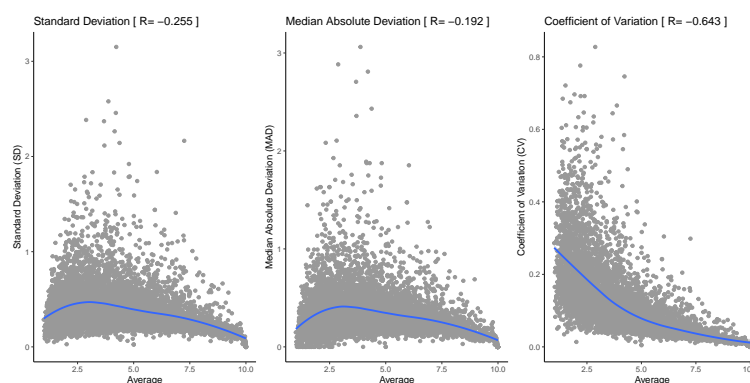 Standard Deviation [ R= −0.255 ]
Standard Deviation (SD)
3
2
1
0
2.5 5.0 7.5 10.0
Average
Median Absolute Deviation [ R= −0.192 ]
Median Absolute Deviation (MAD)
3
2
1
0
2.5 5.0 7.5 10.0
Average
Coefficient of Variation [ R= −0.643 ]
Coefficient of Variation (CV)
0.8
0.6
0.4
0.2
0.0
2.5 5.0 7.5 10.0
Average